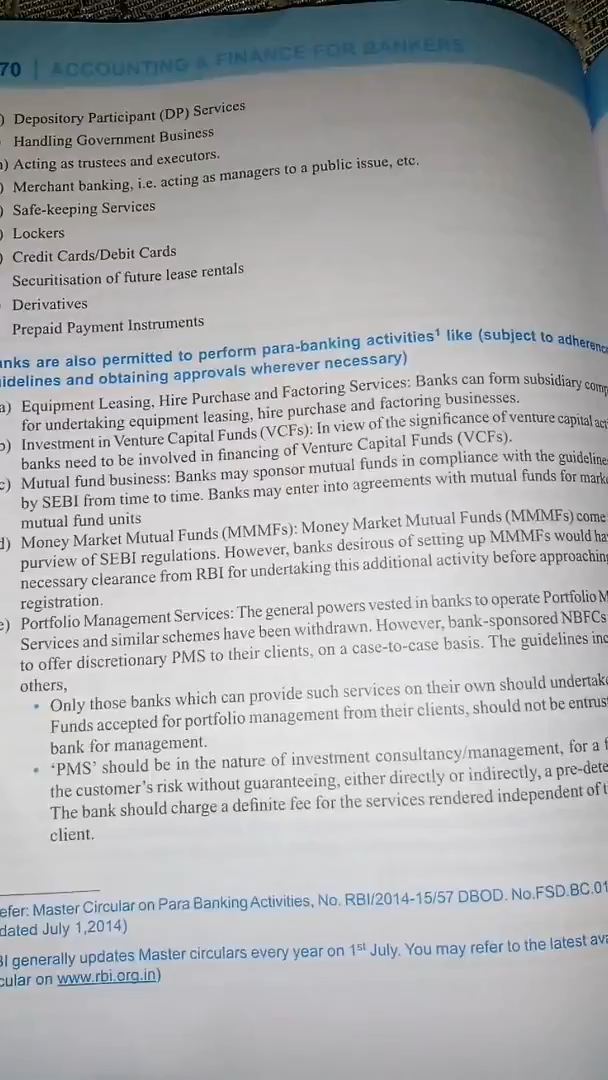 70 | ACCOUNTING & FINANCE FOR BANKERS
) Depository Participant (DP) Services
Handling Government Business
) Acting as trustees and executors.
) Merchant banking, i.e. acting as managers to a public issue, etc.
) Safe-keeping Services
) Lockers
) Credit Cards/Debit Cards
Securitisation of future lease rentals
Derivatives
Prepaid Payment Instruments
anks are also permitted to perform para-banking activities¹ like (subject to adherenc
idelines and obtaining approvals wherever necessary)
a) Equipment Leasing, Hire Purchase and Factoring Services: Banks can form subsidiary comp
for undertaking equipment leasing, hire purchase and factoring businesses.
) Investment in Venture Capital Funds (VCFs): In view of the significance of venture capital act
banks need to be involved in financing of Venture Capital Funds (VCFs).
c) Mutual fund business: Banks may sponsor mutual funds in compliance with the guideline
by SEBI from time to time. Banks may enter into agreements with mutual funds for mark
mutual fund units
d) Money Market Mutual Funds (MMMFs): Money Market Mutual Funds (MMMFs) come
purview of SEBI regulations. However, banks desirous of setting up MMMFs would ha
necessary clearance from RBI for undertaking this additional activity before approaching
registration.
e) Portfolio Management Services: The general powers vested in banks to operate Portfolio M
Services and similar schemes have been withdrawn. However, bank-sponsored NBFCs
to offer discretionary PMS to their clients, on a case-to-case basis. The guidelines inc
others,
• Only those banks which can provide such services on their own should undertak
Funds accepted for portfolio management from their clients, should not be entrus
bank for management.
• ‘PMS’ should be in the nature of investment consultancy/management, for a f
the customer's risk without guaranteeing, either directly or indirectly, a pre-dete
The bank should charge a definite fee for the services rendered independent of t
client.
efer: Master Circular on Para Banking Activities, No. RBI/2014-15/57 DBOD. No.FSD.BC.01
dated July 1,2014)
BI generally updates Master circulars every year on 1st July. You may refer to the latest ava
cular on www.rbi.org.in)